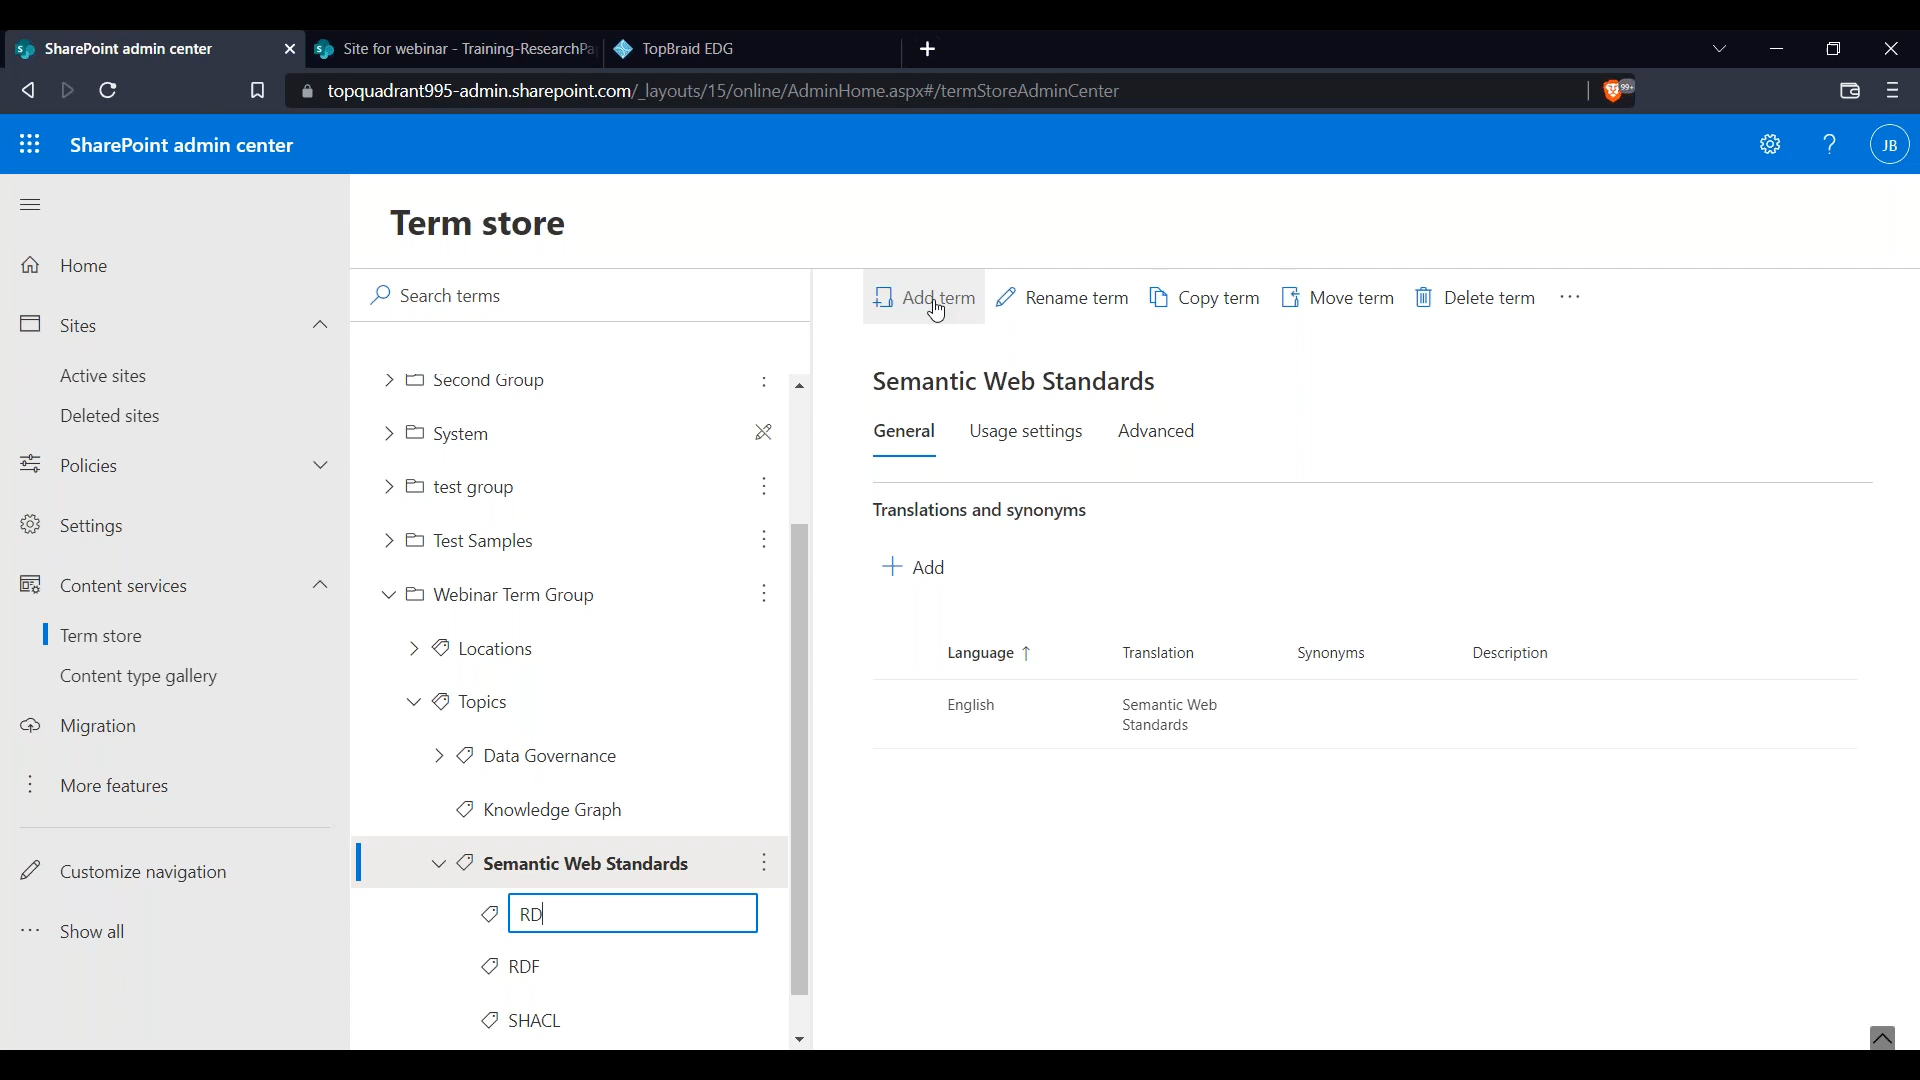 SharePoint admin center
Site for webinar - Training-ResearchPa
TopBraid EDG
topquadrant995-admin.sharepoint.com/_layouts/15/online/AdminHome.aspx#/termStoreAdminCenter
99+
SharePoint admin center
JB
Home
Sites
Active sites
Deleted sites
Policies
Settings
Content services
Term store
Content type gallery
Migration
More features
Customize navigation
Show all
Term store
Search terms
Second Group
System
test group
Test Samples
Webinar Term Group
Locations
Topics
Data Governance
Knowledge Graph
Semantic Web Standards
RD
RDF
SHACL
Add term
Rename term
Copy term
Move term
Delete term
Semantic Web Standards
General
Usage settings
Advanced
Translations and synonyms
Add
Language ↑ Translation Synonyms Description
English Semantic Web
Standards